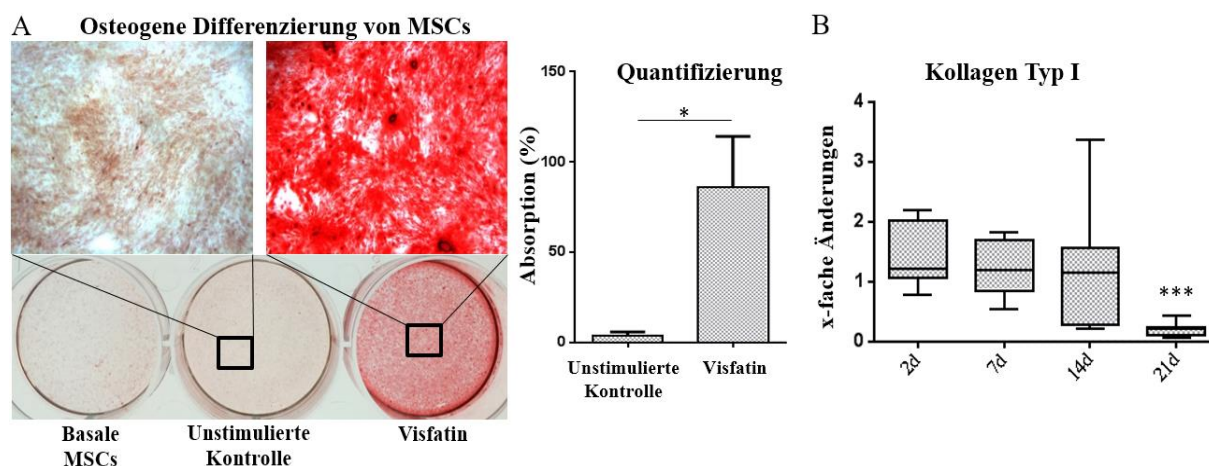 A
Osteogene Differenzierung von MSCs
Basale
MSCs
Unstimulierte
Kontrolle
Visfatin
Quantifizierung
Absorption (%)
150
100
50
0
*
Unstimulierte
Kontrolle
Visfatin
B
Kollagen Typ I
x-fache Änderungen
4
3
2
1
0
***
2d
7d
14d
21d